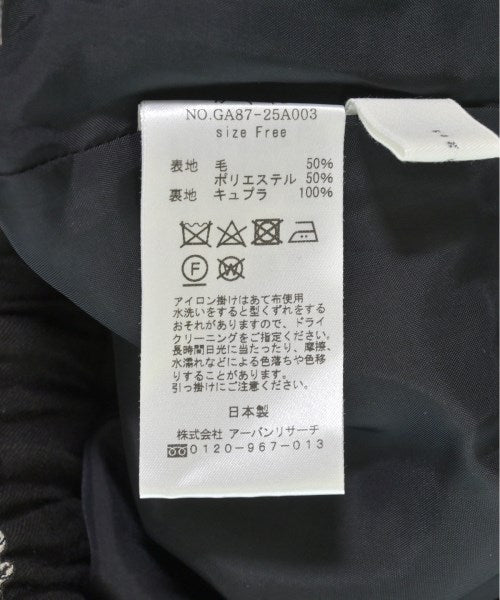 NO.GA87-25A003
size Free
表地 毛 50%
ポリエステル 50%
裏地 キュプラ 100%
F
W
アイロン掛けはあて布使用
水洗いをすると型くずれをする
おそれがありますので、ドライ
クリーニングをご指定ください。
長時間日光に当たったり、摩擦、
水濡れなどによる色落ちや色移
りすることがあります。
引っ掛けにご注意ください。
日本製
株式会社 アーバンリサーチ
0120-967-013